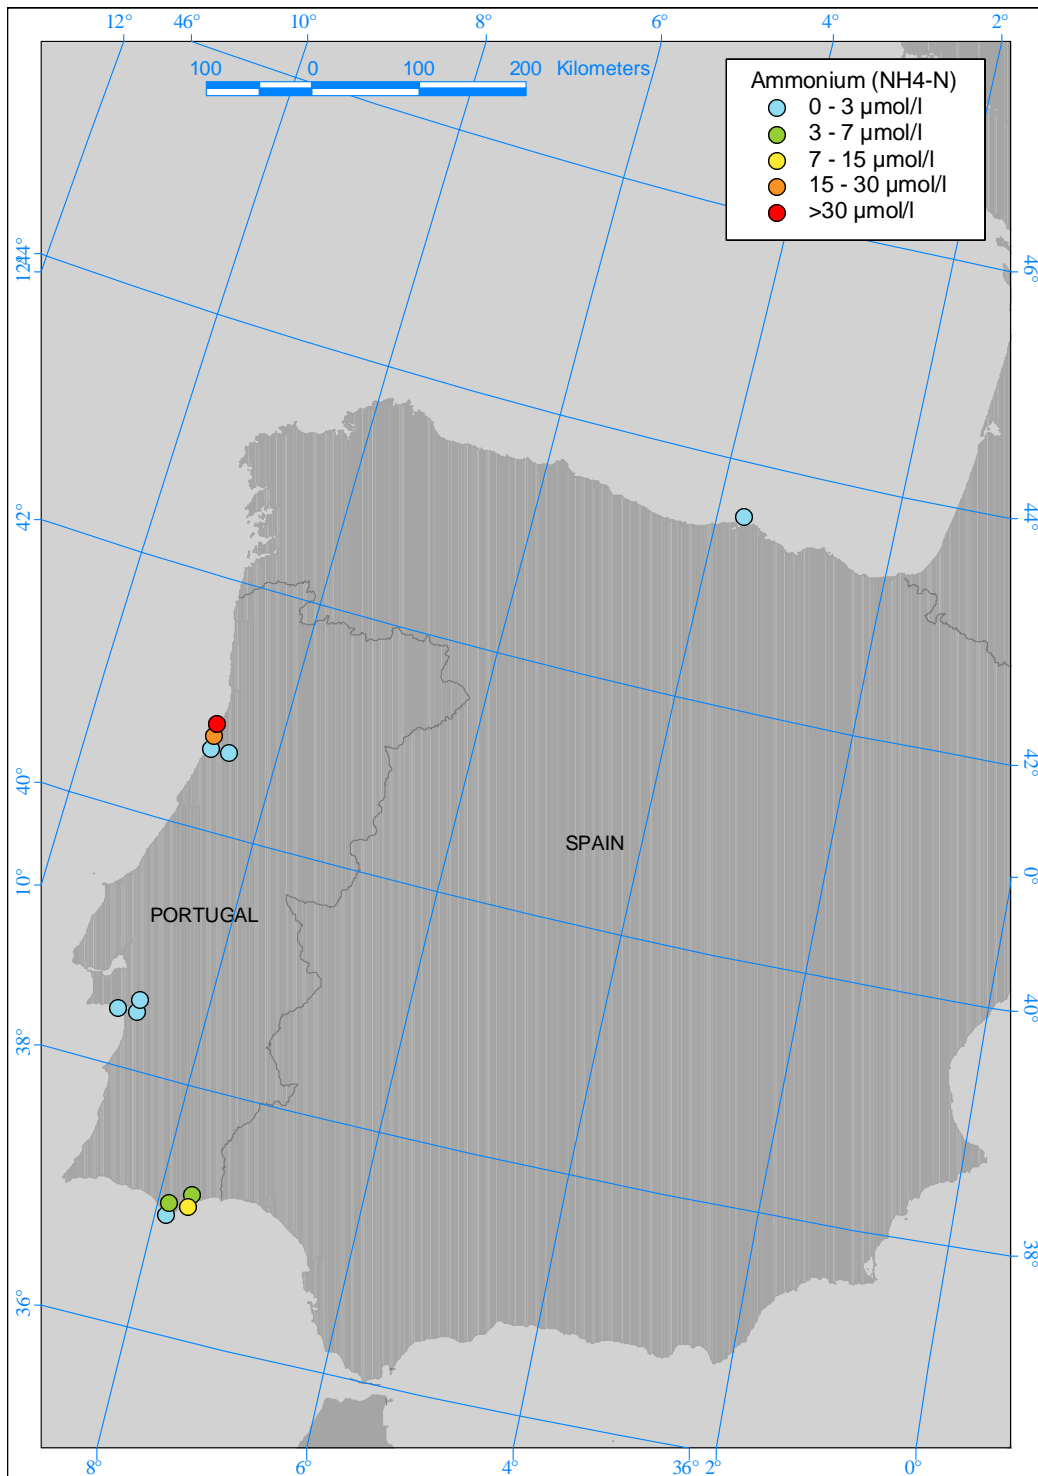 12° 46° 10° 8° 6° 4° 2°
100 0 100 200 Kilometers
Ammonium (NH4-N)
0 - 3 µmol/l
3 - 7 µmol/l
7 - 15 µmol/l
15 - 30 µmol/l
>30 µmol/l
44°
12°
46°
42°
44°
40°
42°
SPAIN
10°
0°
PORTUGAL
40°
38°
38°
36°
8° 6° 4° 36° 2° 0°